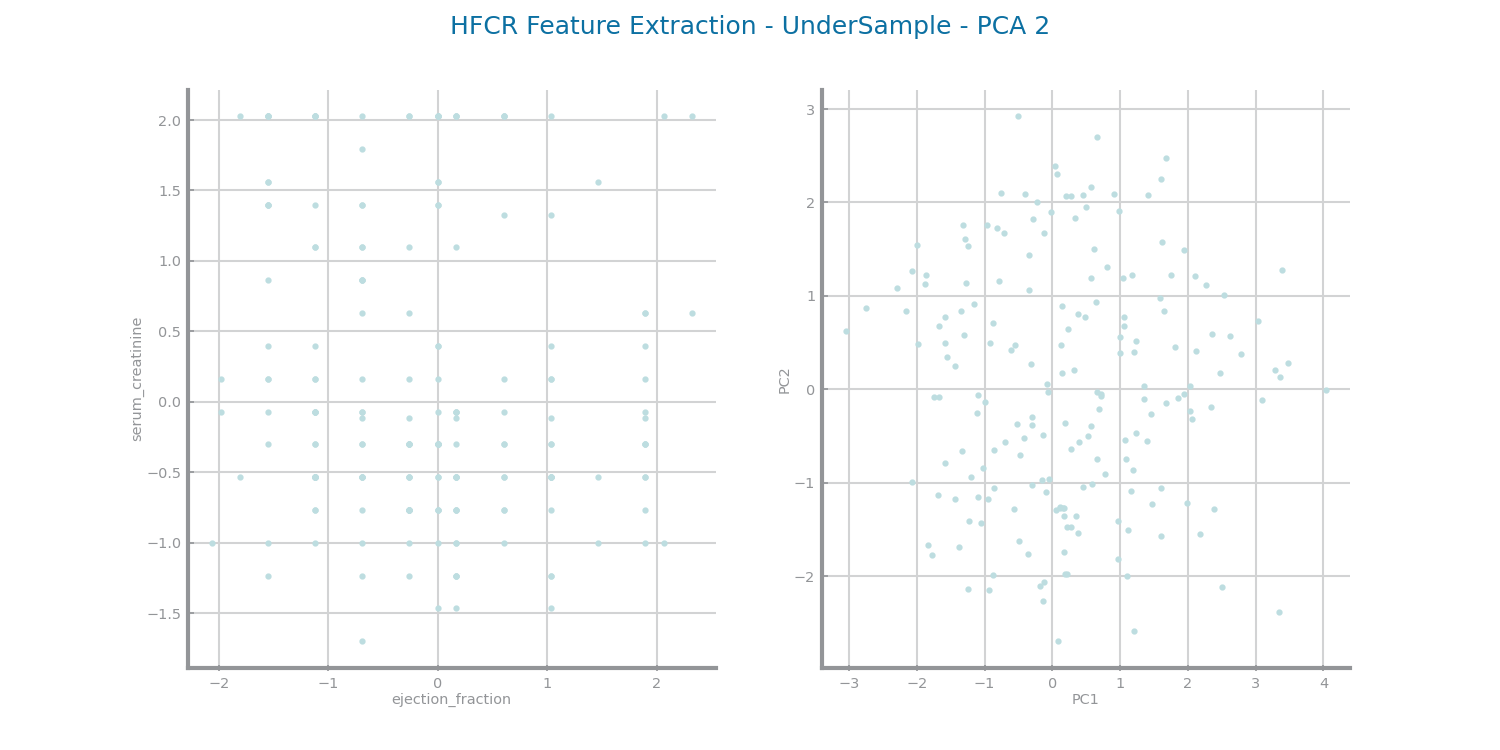 HFCR Feature Extraction - UnderSample - PCA 2
serum_creatinine
2.0
1.5
1.0
0.5
0.0
−0.5
−1.0
−1.5
−2 −1 0 1 2
ejection_fraction
PC2
3
2
1
0
−1
−2
−3 −2 −1 0 1 2 3 4
PC1